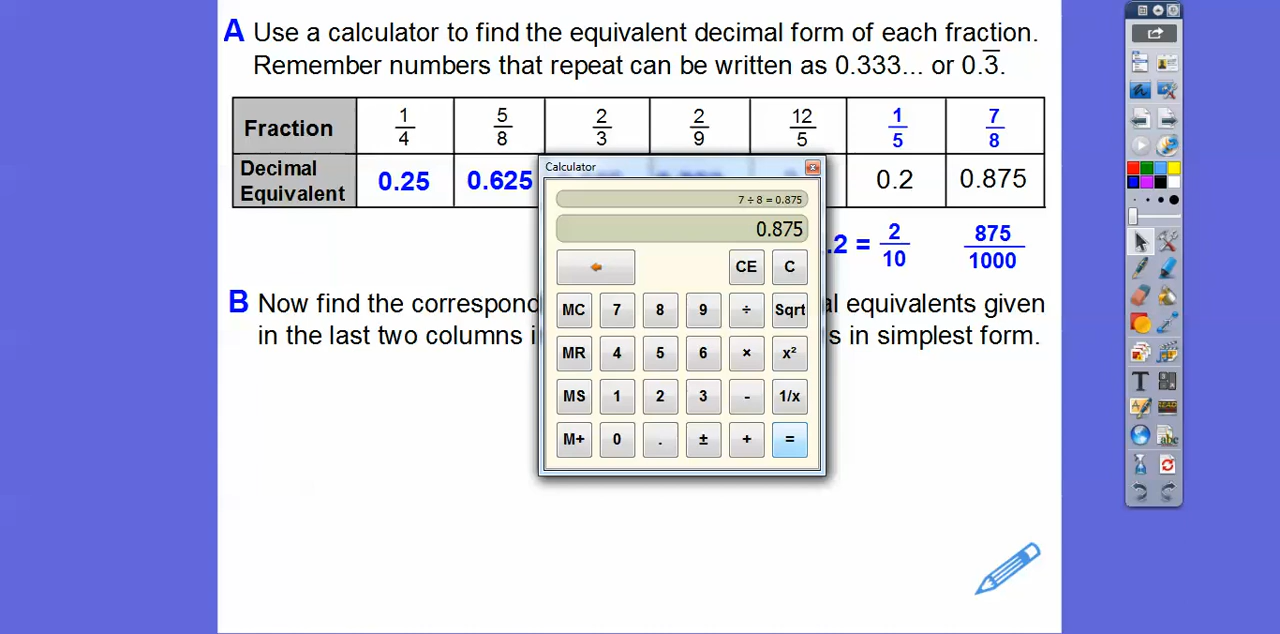 A Use a calculator to find the equivalent decimal form of each fraction.
Remember numbers that repeat can be written as 0.333... or 0.3̅.
Fraction 1/4 5/8 2/3 2/9 12/5 1/5 7/8
Decimal Equivalent 0.25 0.625 0.2 0.875
.2 = 2/10 875/1000
B Now find the correspond al equivalents given
in the last two columns i s in simplest form.
Calculator
7 ÷ 8 = 0.875
0.875
CE C
MC 7 8 9 ÷ Sqrt
MR 4 5 6 × x²
MS 1 2 3 - 1/x
M+ 0 . ± + =
T
abc